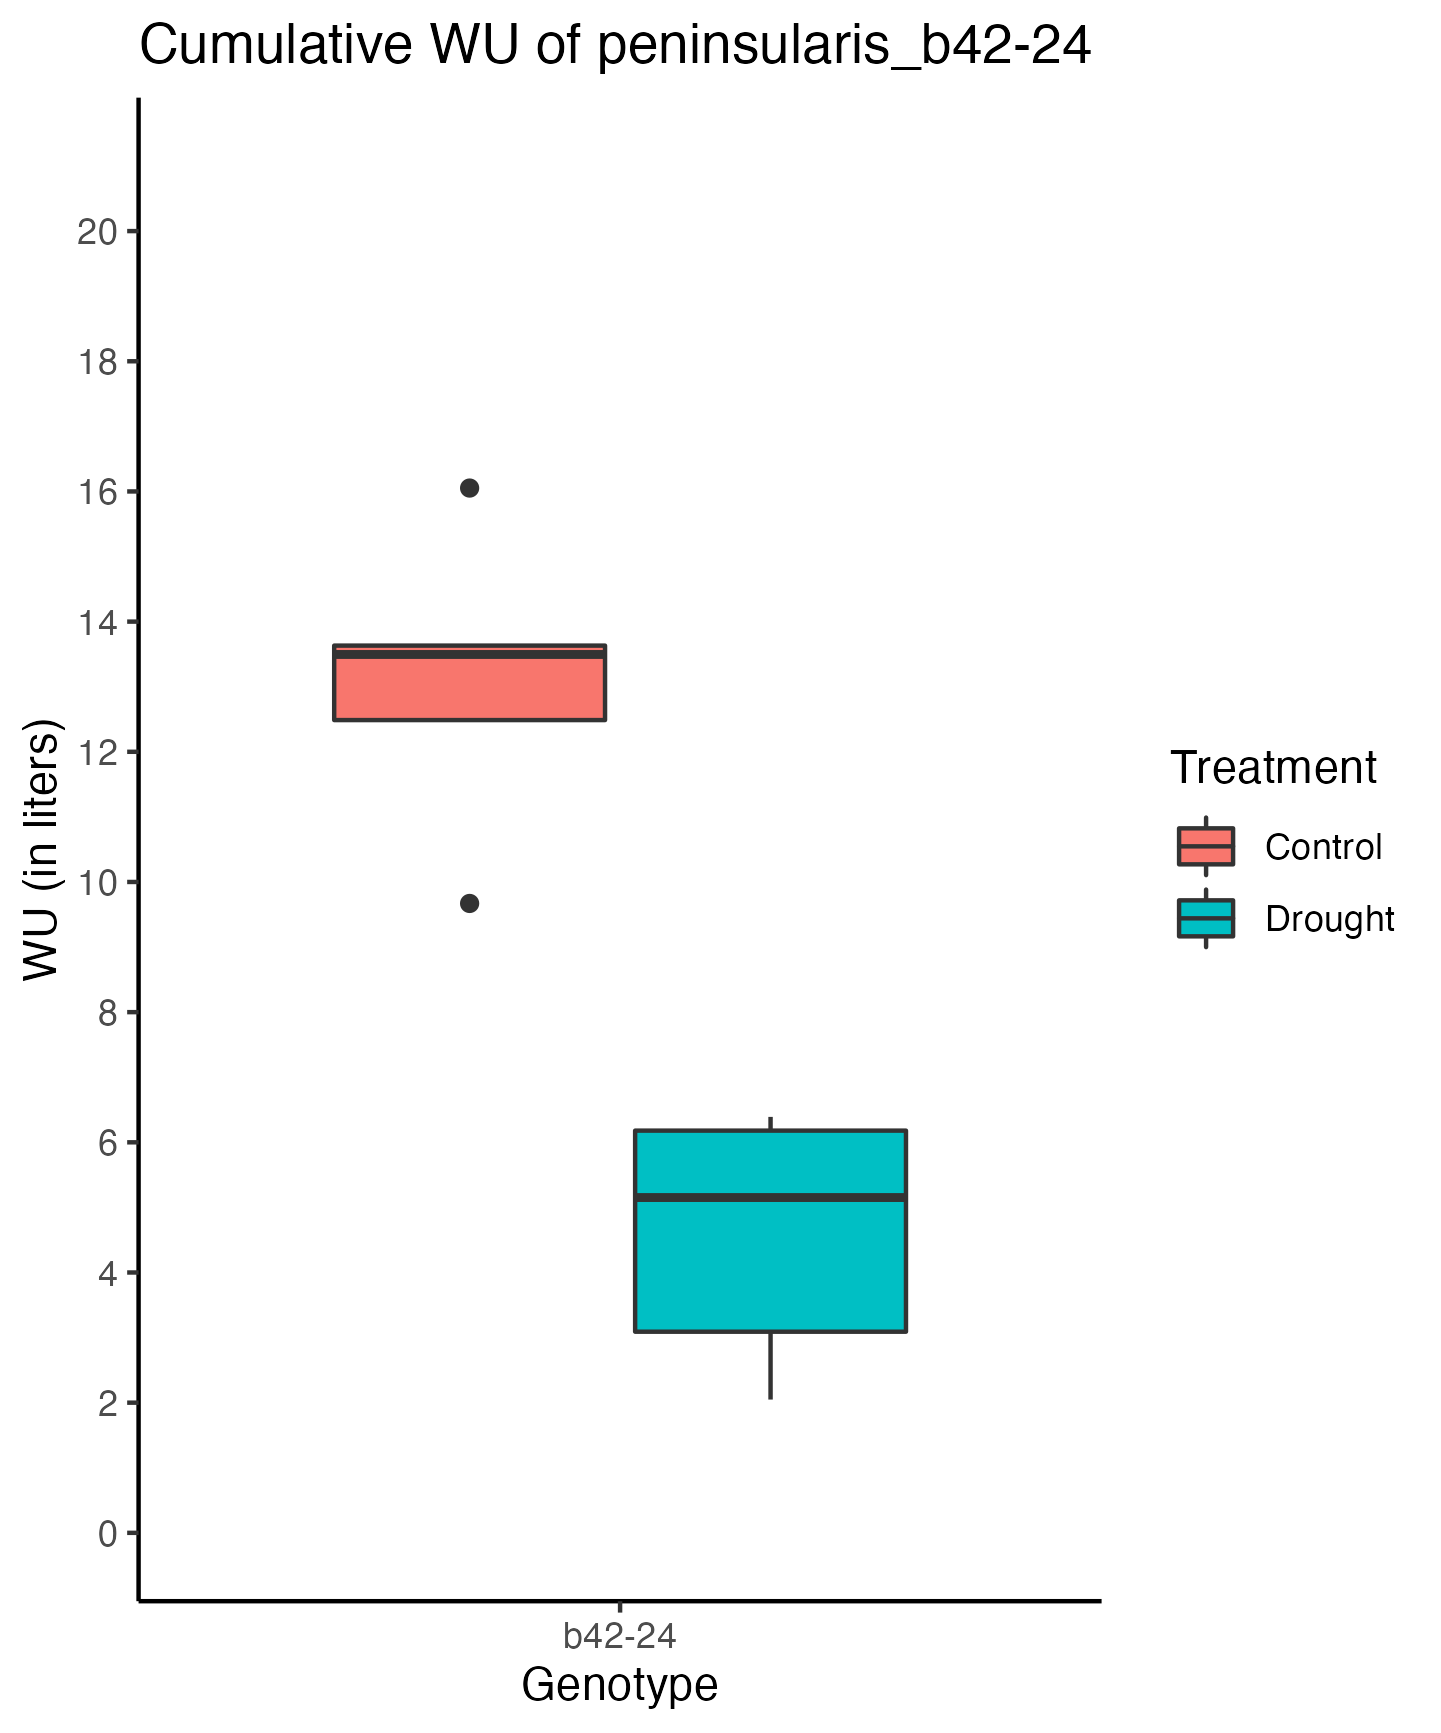 Cumulative WU of peninsularis_b42-24
WU (in liters)
20
18
16
14
12
10
8
6
4
2
0
b42-24
Genotype
Treatment
Control
Drought